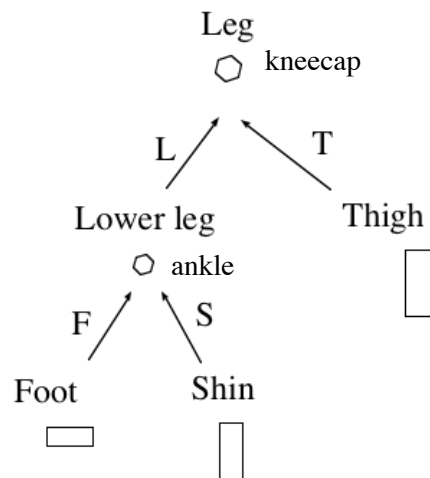 Leg
kneecap
L
T
Lower leg
Thigh
ankle
F
S
Foot
Shin